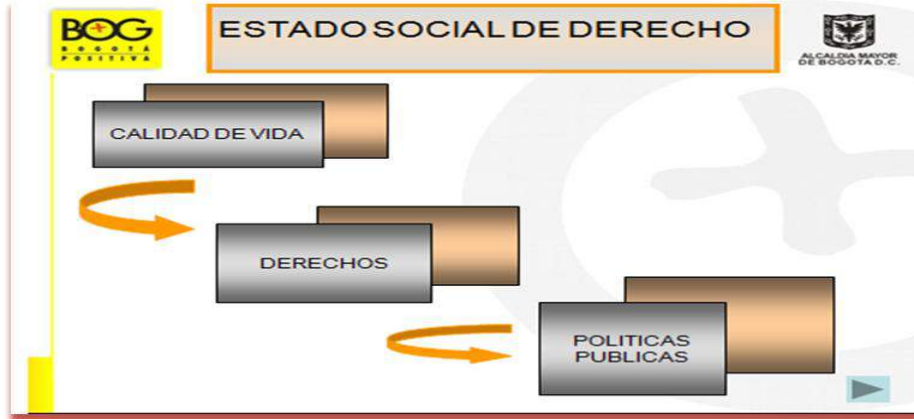 BOG
BOGOTÁ
POSITIVA
ESTADO SOCIAL DE DERECHO
ALCALDIA MAYOR
DE BOGOTA D.C.
CALIDAD DE VIDA
DERECHOS
POLITICAS
PUBLICAS